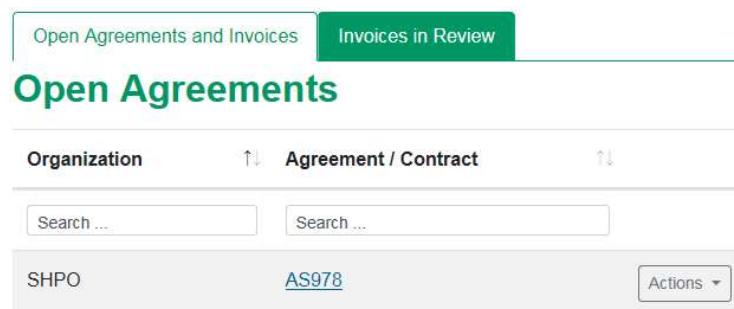 Open Agreements and Invoices Invoices in Review
Open Agreements
Organization Agreement / Contract
Search ... Search ...
SHPO AS978 Actions